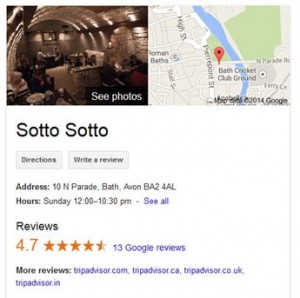 See photos
High St
Roman
Baths
Pierrepont St
N Parade Rd
Bath Cricket
Club Ground
Map data ©2014 Google
Sotto Sotto
Directions
Write a review
Address: 10 N Parade, Bath, Avon BA2 4AL
Hours: Sunday 12:00–10:30 pm - See all
Reviews
4.7 13 Google reviews
More reviews: tripadvisor.com, tripadvisor.ca, tripadvisor.co.uk,
tripadvisor.in